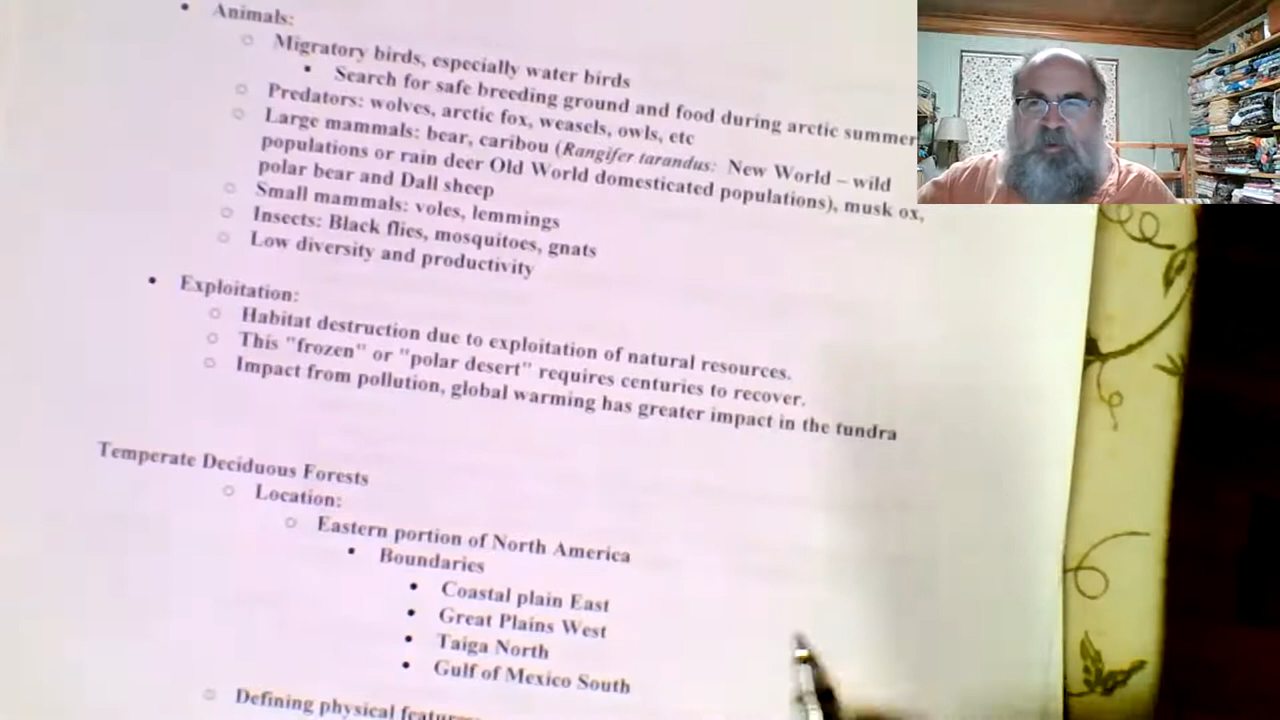 Animals:
Migratory birds, especially water birds
Search for safe breeding ground and food during arctic summer
Predators: wolves, arctic fox, weasels, owls, etc
Large mammals: bear, caribou (Rangifer tarandus: New World – wild
populations or rain deer Old World domesticated populations), musk ox,
polar bear and Dall sheep
Small mammals: voles, lemmings
Insects: Black flies, mosquitoes, gnats
Low diversity and productivity
Exploitation:
Habitat destruction due to exploitation of natural resources.
This "frozen" or "polar desert" requires centuries to recover.
Impact from pollution, global warming has greater impact in the tundra
Temperate Deciduous Forests
Location:
Eastern portion of North America
Boundaries
Coastal plain East
Great Plains West
Taiga North
Gulf of Mexico South
Defining physical